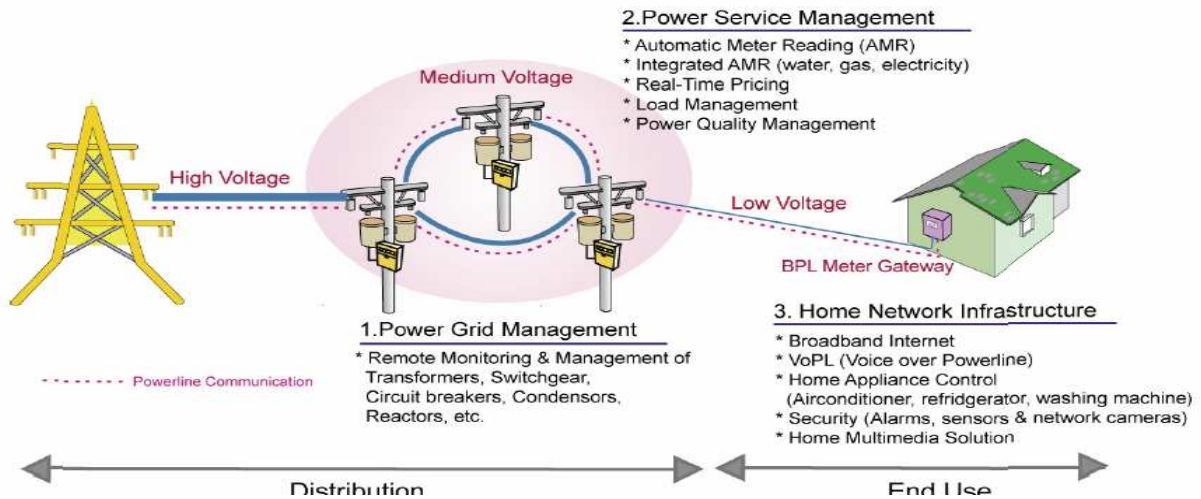 2.Power Service Management
* Automatic Meter Reading (AMR)
* Integrated AMR (water, gas, electricity)
* Real-Time Pricing
* Load Management
* Power Quality Management
Medium Voltage
High Voltage
Low Voltage
BPL Meter Gateway
1.Power Grid Management
* Remote Monitoring & Management of
Transformers, Switchgear,
Circuit breakers, Condensors,
Reactors, etc.
Powerline Communication
3. Home Network Infrastructure
* Broadband Internet
* VoPL (Voice over Powerline)
* Home Appliance Control
(Airconditioner, refridgerator, washing machine)
* Security (Alarms, sensors & network cameras)
* Home Multimedia Solution
Distribution
End Use